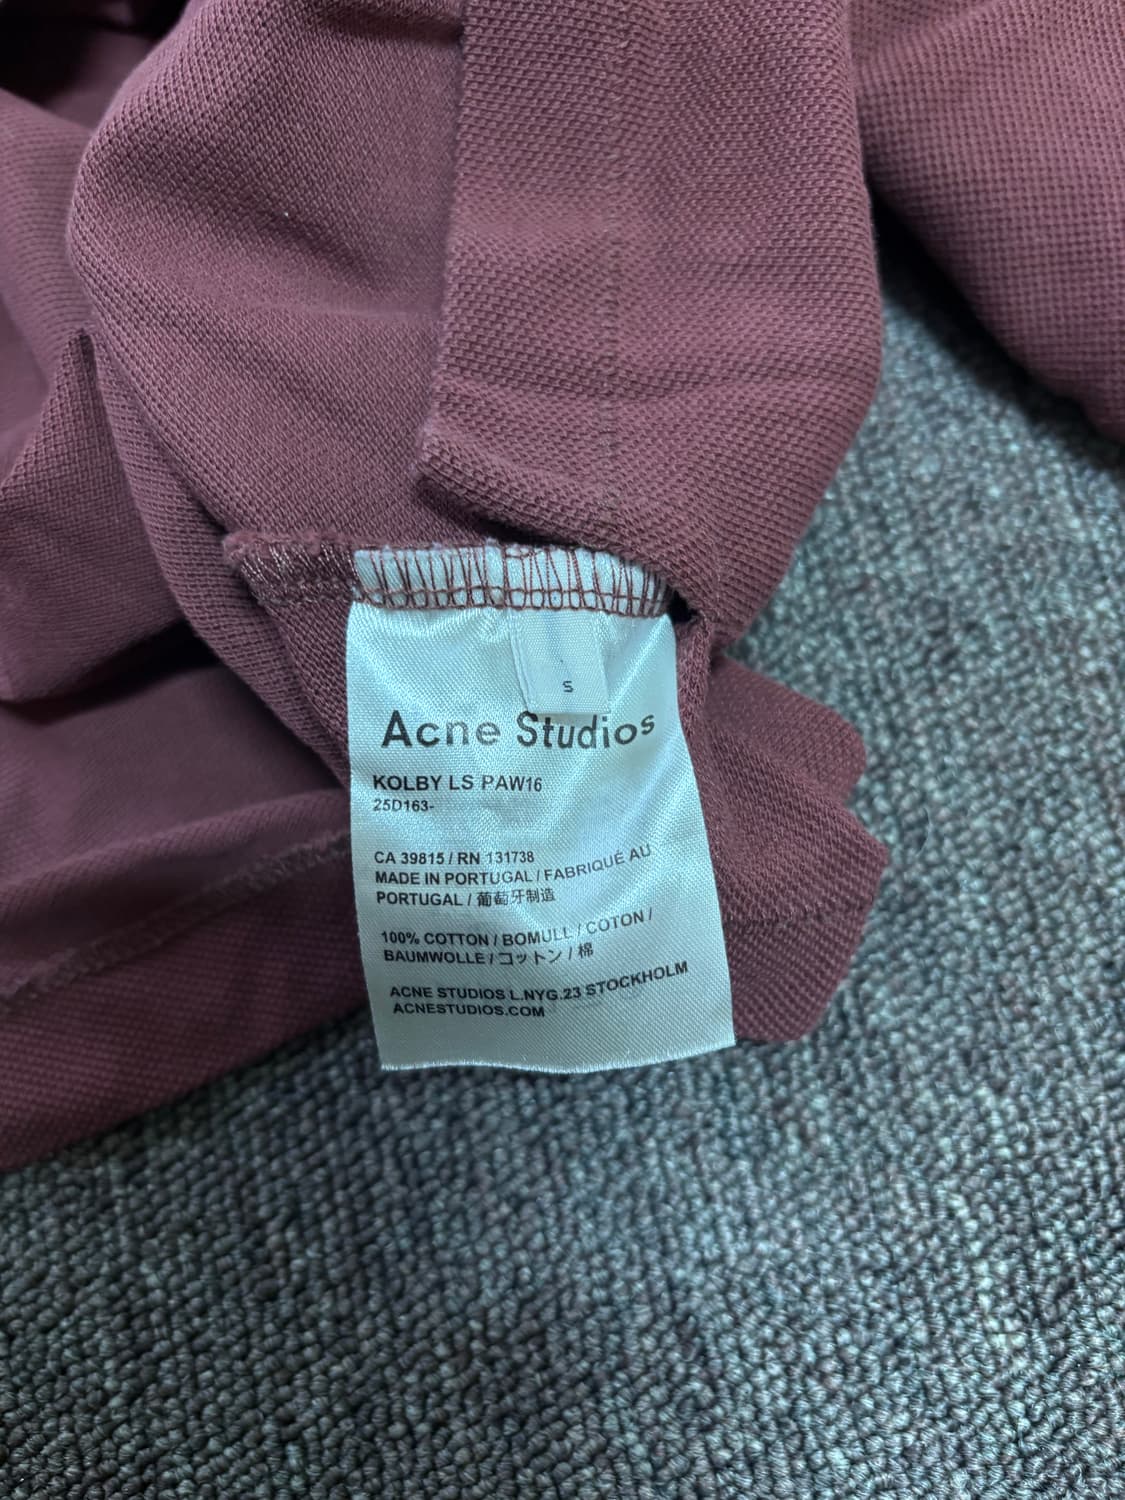 S
Acne Studios
KOLBY LS PAW16
25D163-
CA 39815 / RN 131738
MADE IN PORTUGAL / FABRIQUÉ AU
PORTUGAL / 葡萄牙制造
100% COTTON / BOMULL / COTON /
BAUMWOLLE / コットン / 棉
ACNE STUDIOS L.NYG.23 STOCKHOLM
ACNESTUDIOS.COM